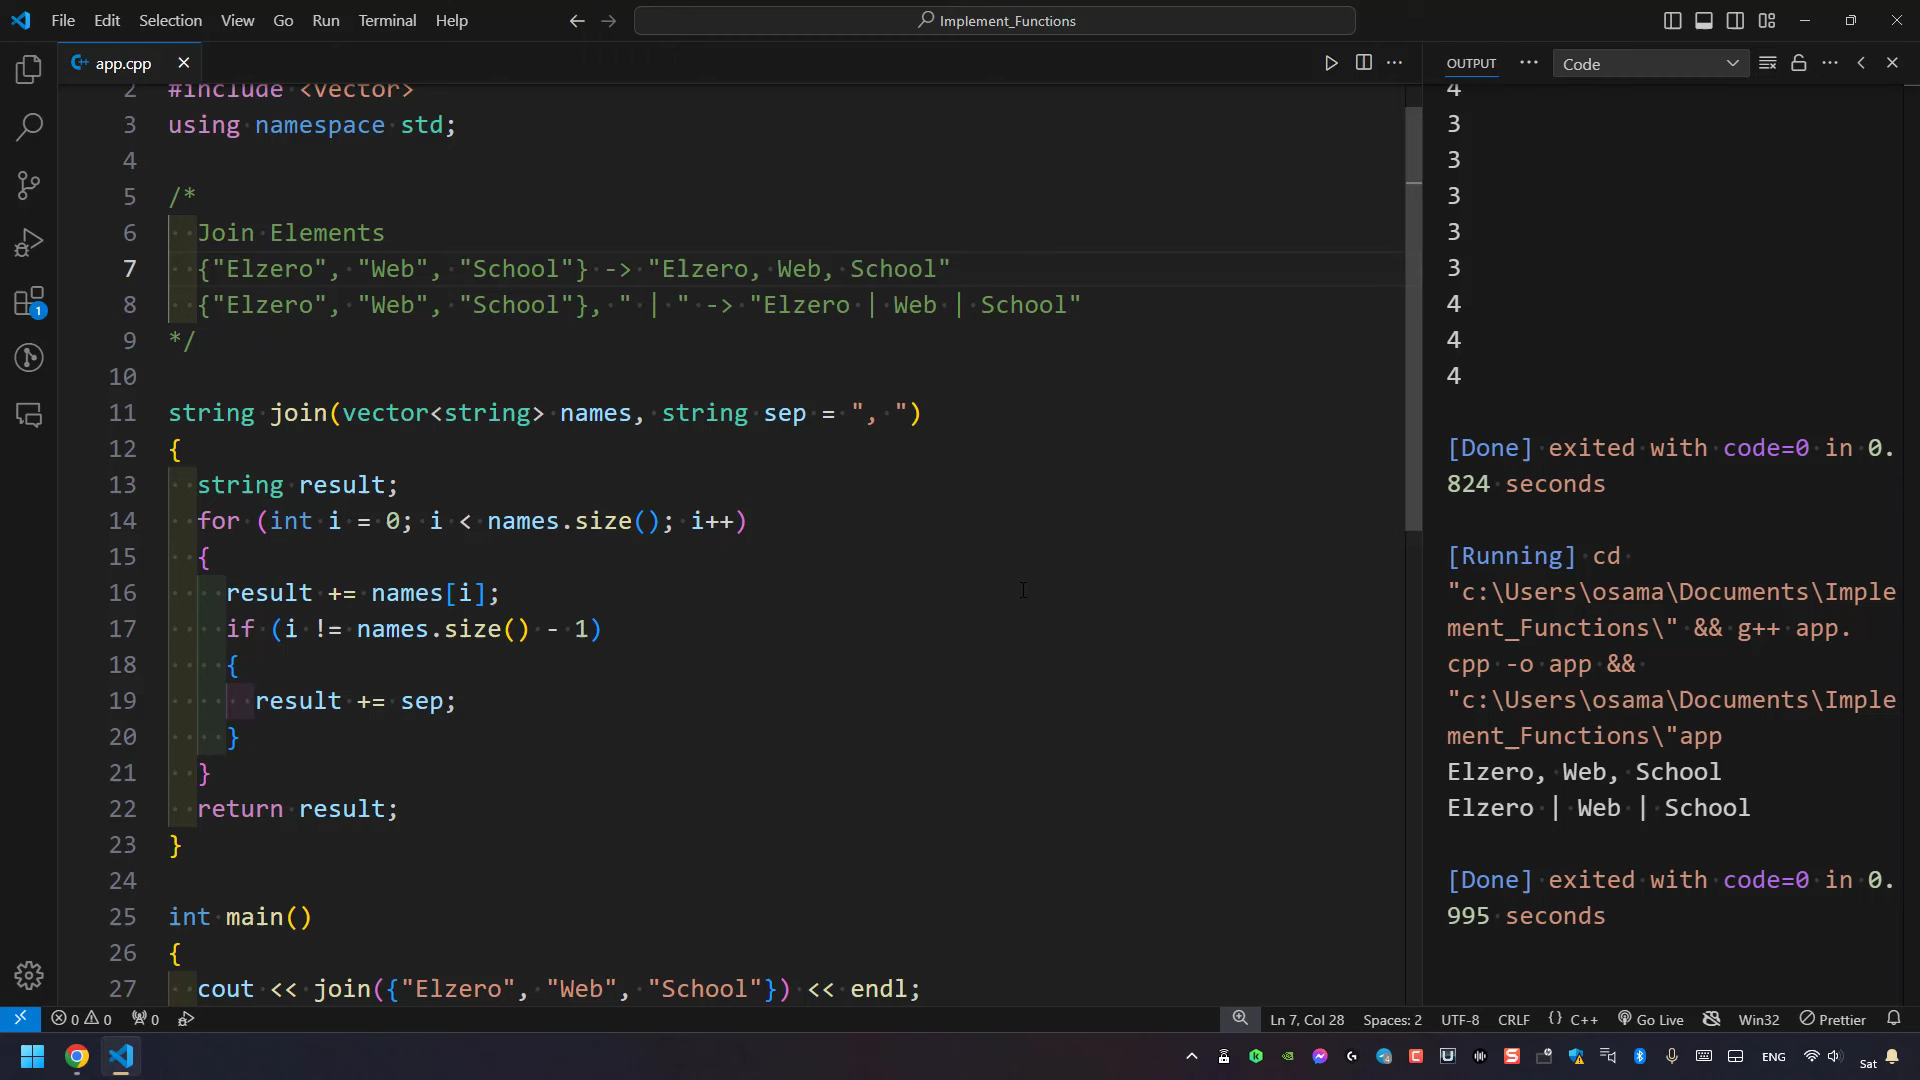 File Edit Selection View Go Run Terminal Help
Implement_Functions
app.cpp
2 #include <vector>
3 using namespace std;
4
5 /*
6 Join Elements
7 {"Elzero", "Web", "School"} -> "Elzero, Web, School"
8 {"Elzero", "Web", "School"}, " | " -> "Elzero | Web | School"
9 */
10
11 string join(vector<string> names, string sep = ", ")
12 {
13 string result;
14 for (int i = 0; i < names.size(); i++)
15 {
16 result += names[i];
17 if (i != names.size() - 1)
18 {
19 result += sep;
20 }
21 }
22 return result;
23 }
24
25 int main()
26 {
27 cout << join({"Elzero", "Web", "School"}) << endl;
OUTPUT
Code
4
3
3
3
3
3
4
4
4
[Done] exited with code=0 in 0.
824 seconds
[Running] cd
"c:\Users\osama\Documents\Imple
ment_Functions\" && g++ app.
cpp -o app &&
"c:\Users\osama\Documents\Imple
ment_Functions\"app
Elzero, Web, School
Elzero | Web | School
[Done] exited with code=0 in 0.
995 seconds
1
0 0 0
Ln 7, Col 28 Spaces: 2 UTF-8 CRLF {} C++ Go Live Win32 Prettier
ENG
Sat